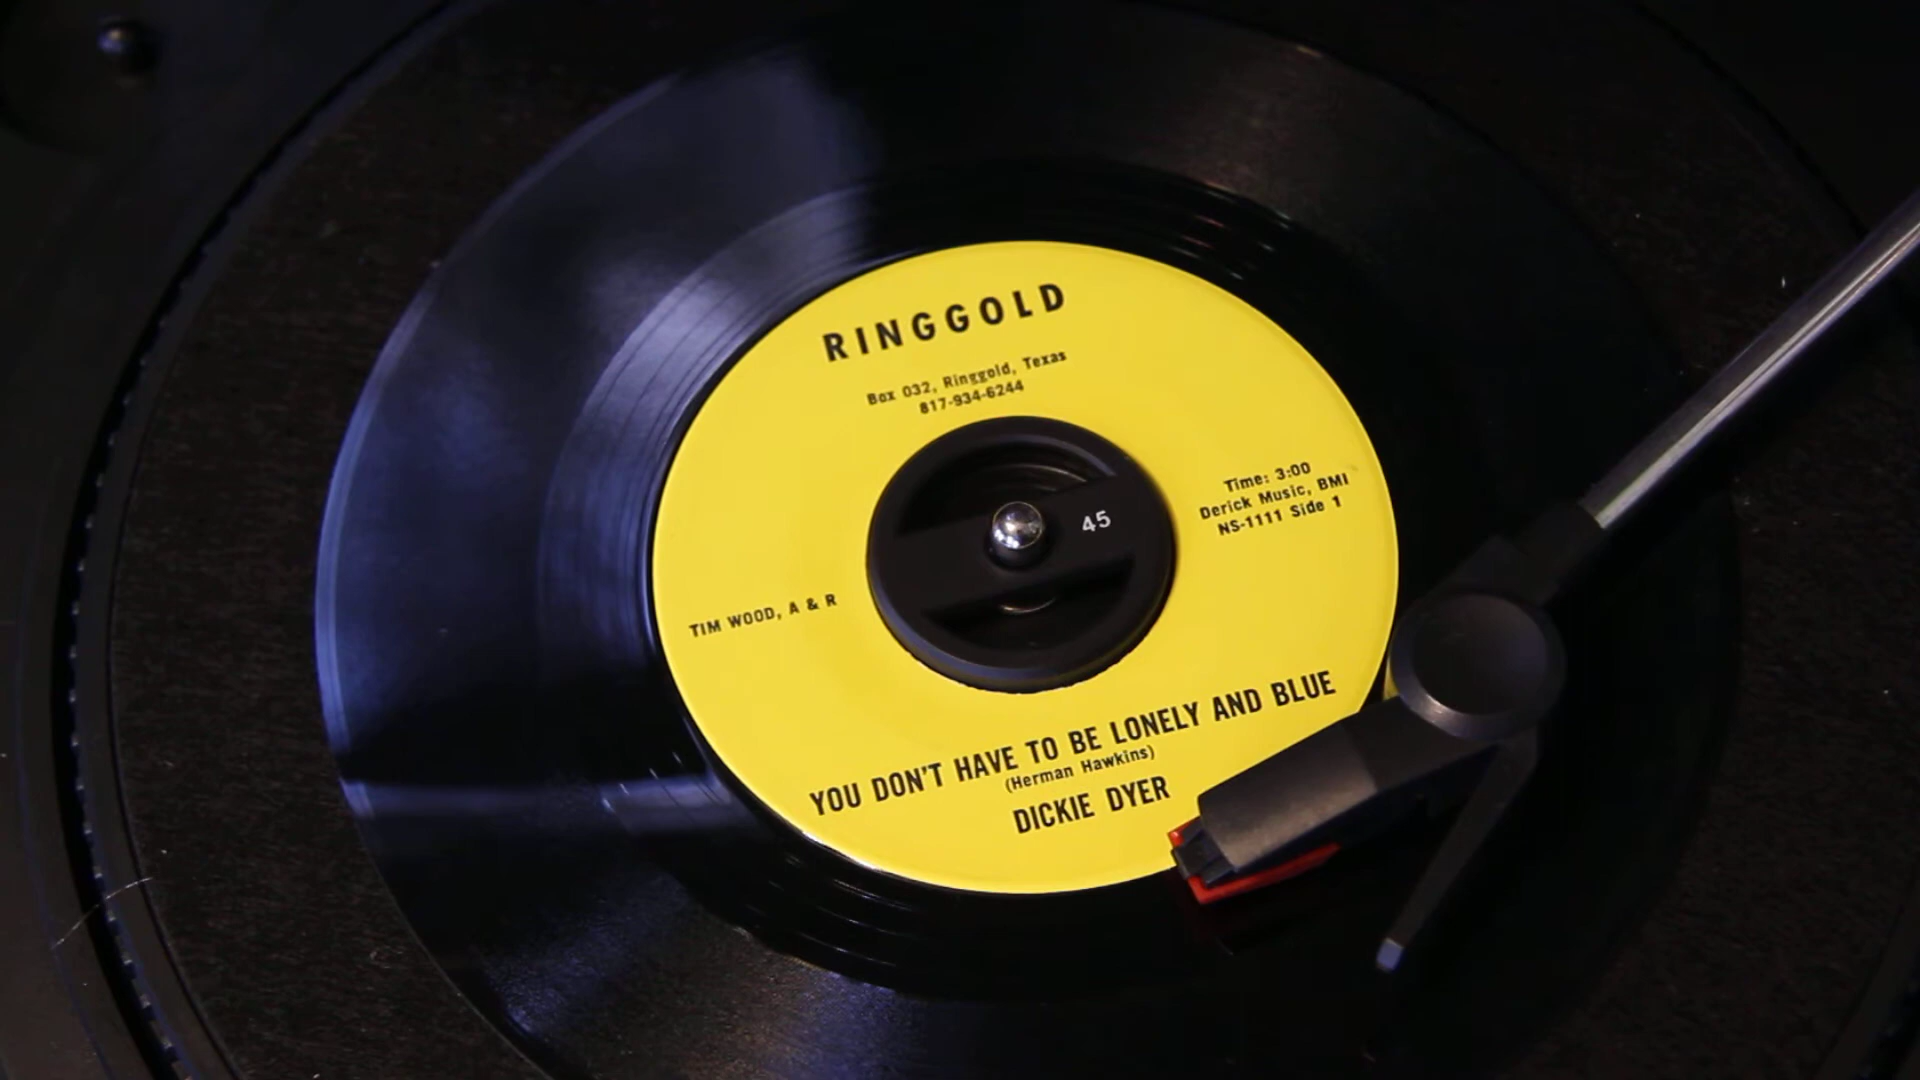 RINGGOLD
Box 032, Ringgold, Texas
817-934-6244
45
Time: 3:00
Derick Music, BMI
NS-1111 Side 1
TIM WOOD, A & R
YOU DON'T HAVE TO BE LONELY AND BLUE
(Herman Hawkins)
DICKIE DYER